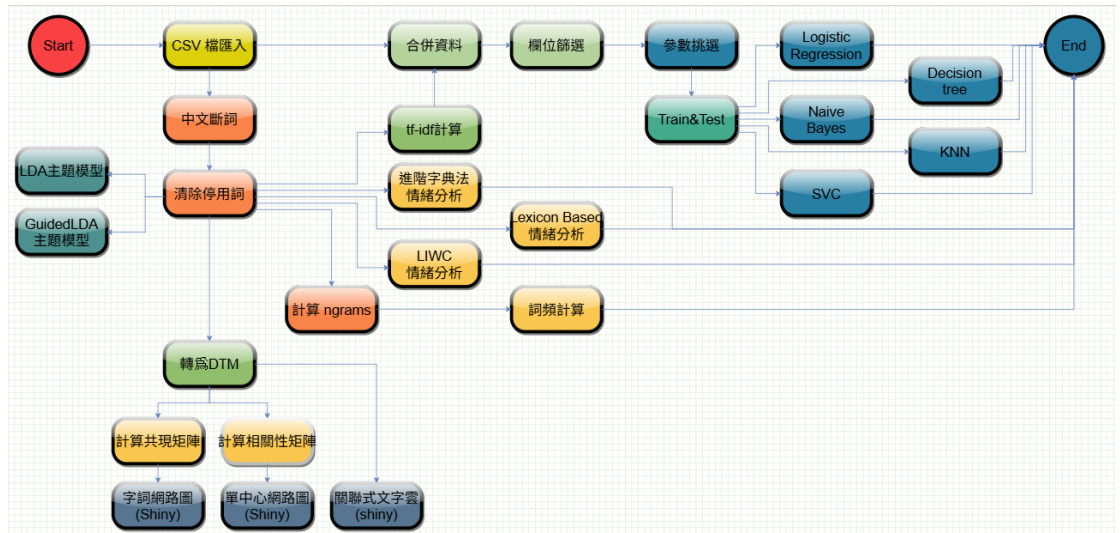 Start
CSV 檔匯入
合併資料
欄位篩選
參數挑選
Logistic
Regression
End
Decision
tree
中文斷詞
tf-idf計算
Train&Test
Naive
Bayes
KNN
LDA主題模型
清除停用詞
進階字典法
情緒分析
SVC
GuidedLDA
主題模型
Lexicon Based
情緒分析
LIWC
情緒分析
計算 ngrams
詞頻計算
轉爲DTM
計算共現矩陣
計算相關性矩陣
字詞網路圖
(Shiny)
單中心網路圖
(Shiny)
關聯式文字雲
(shiny)